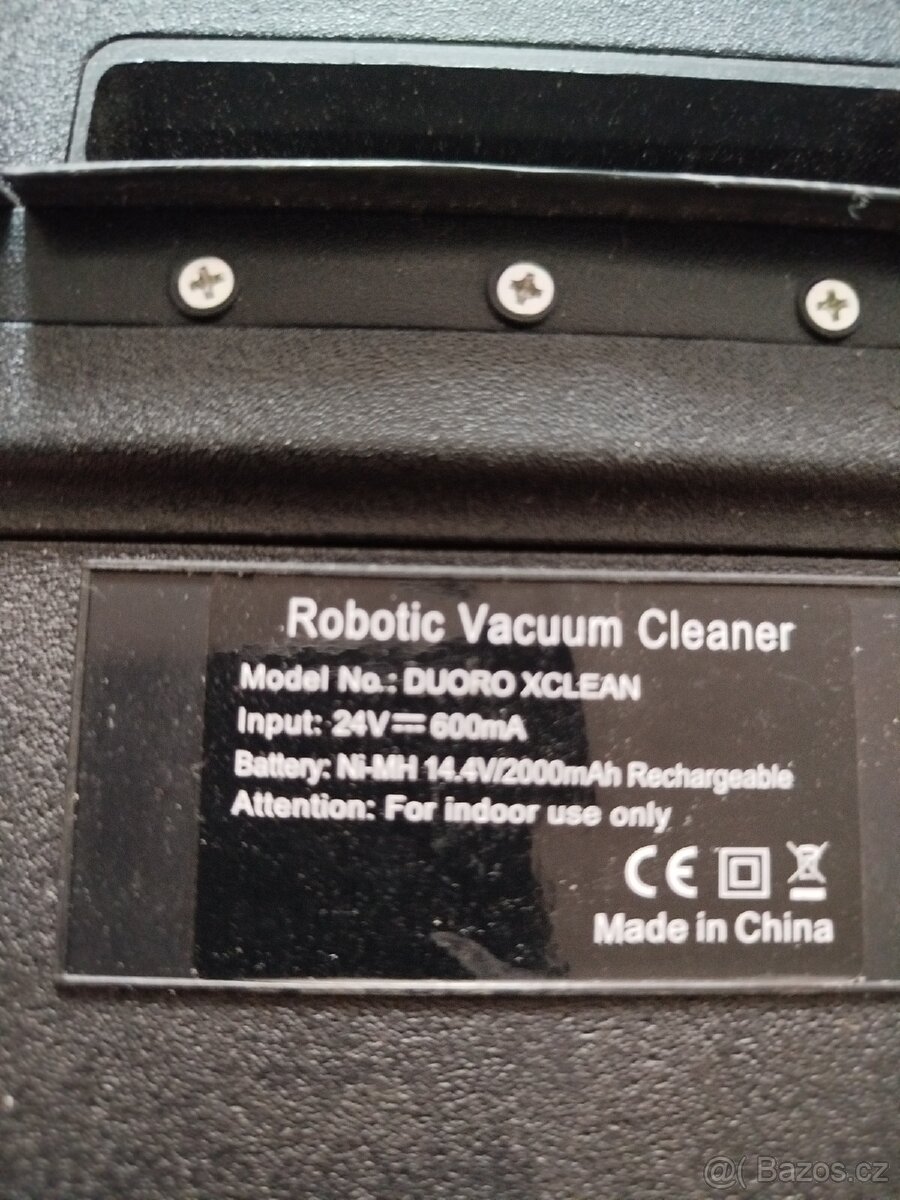 Robotic Vacuum Cleaner
Model No.: DUORO XCLEAN
Input: 24V⎓600mA
Battery: Ni-MH 14.4V/2000mAh Rechargeable
Attention: For indoor use only
CE
Made in China
@( Bazos.cz